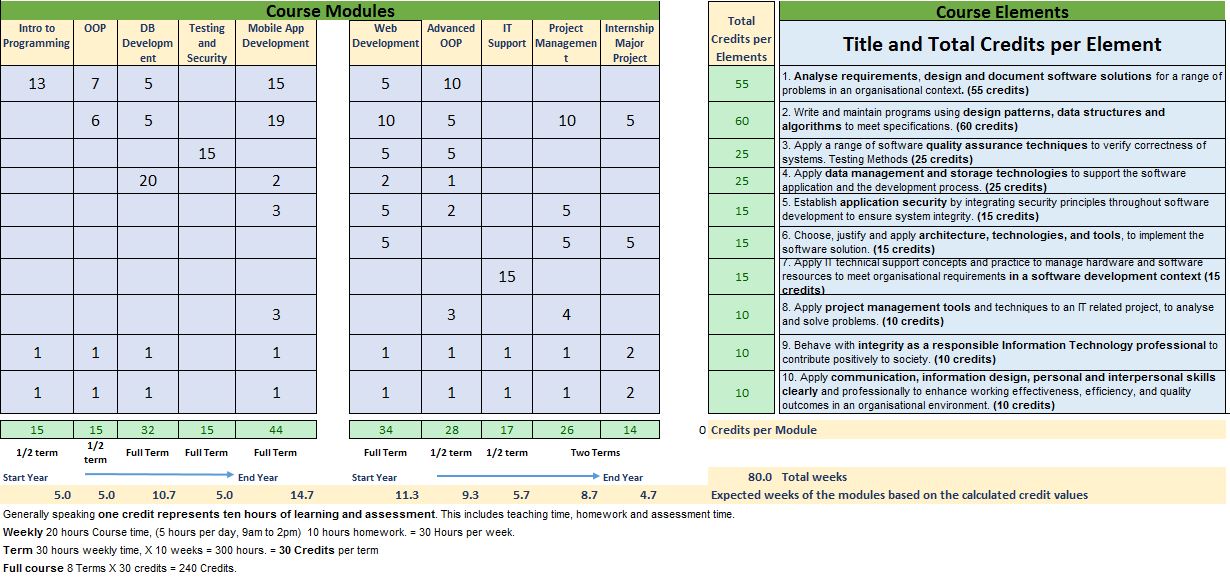 Course Modules Course Elements
Intro to Programming OOP DB Developm ent Testing and Security Mobile App Development Web Development Advanced OOP IT Support Project Managemen t Internship Major Project Total Credits per Elements Title and Total Credits per Element
13 7 5 15 5 10 55 1. Analyse requirements, design and document software solutions for a range of problems in an organisational context. (55 credits)
6 5 19 10 5 10 5 60 2. Write and maintain programs using design patterns, data structures and algorithms to meet specifications. (60 credits)
15 5 5 25 3. Apply a range of software quality assurance techniques to verify correctness of systems. Testing Methods (25 credits)
20 2 2 1 25 4. Apply data management and storage technologies to support the software application and the development process. (25 credits)
3 5 2 5 15 5. Establish application security by integrating security principles throughout software development to ensure system integrity. (15 credits)
5 5 5 15 6. Choose, justify and apply architecture, technologies, and tools, to implement the software solution. (15 credits)
15 15 7. Apply IT technical support concepts and practice to manage hardware and software resources to meet organisational requirements in a software development context (15 credits)
3 3 4 10 8. Apply project management tools and techniques to an IT related project, to analyse and solve problems. (10 credits)
1 1 1 1 1 1 1 1 2 10 9. Behave with integrity as a responsible Information Technology professional to contribute positively to society. (10 credits)
1 1 1 1 1 1 1 1 2 10 10. Apply communication, information design, personal and interpersonal skills clearly and professionally to enhance working effectiveness, efficiency, and quality outcomes in an organisational environment. (10 credits)
15 15 32 15 44 34 28 17 26 14 0 Credits per Module
1/2 term 1/2 term Full Term Full Term Full Term Full Term 1/2 term 1/2 term Two Terms
Start Year End Year Start Year End Year 80.0 Total weeks
5.0 5.0 10.7 5.0 14.7 11.3 9.3 5.7 8.7 4.7 Expected weeks of the modules based on the calculated credit values
Generally speaking one credit represents ten hours of learning and assessment. This includes teaching time, homework and assessment time.
Weekly 20 hours Course time, (5 hours per day, 9am to 2pm) 10 hours homework. = 30 Hours per week.
Term 30 hours weekly time, X 10 weeks = 300 hours. = 30 Credits per term
Full course 8 Terms X 30 credits = 240 Credits.